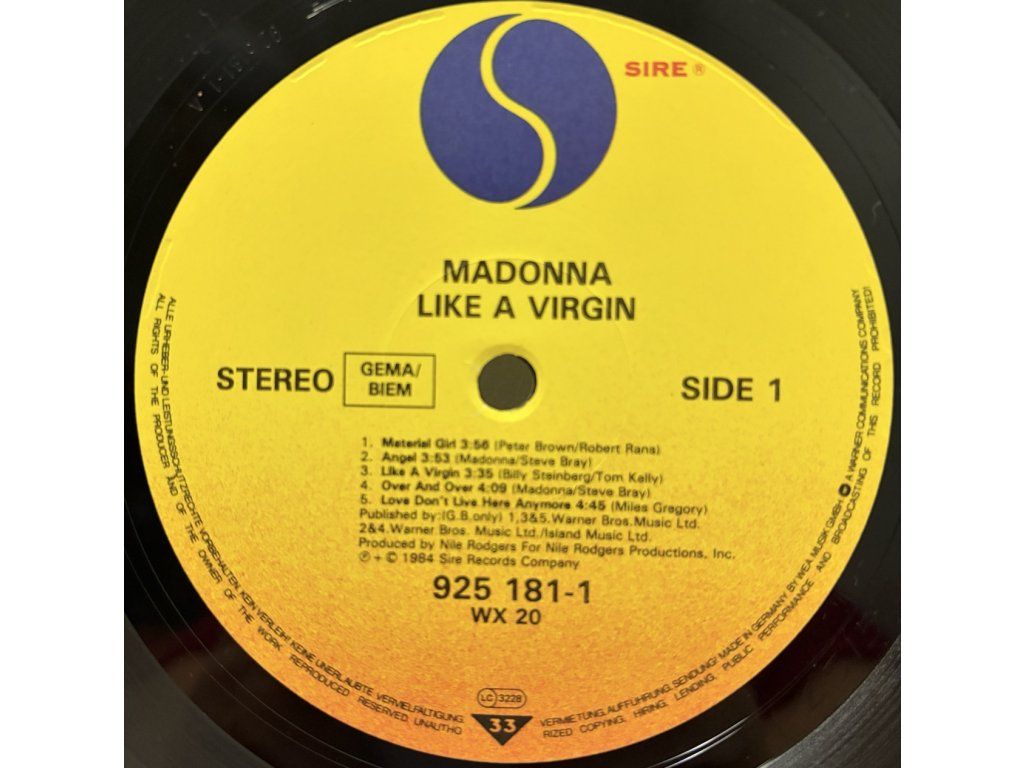 SIRE ®
MADONNA
LIKE A VIRGIN
STEREO
GEMA/
BIEM
SIDE 1
1. Material Girl 3:56 (Peter Brown/Robert Rans)
2. Angel 3:53 (Madonna/Steve Bray)
3. Like A Virgin 3:35 (Billy Steinberg/Tom Kelly)
4. Over And Over 4:09 (Madonna/Steve Bray)
5. Love Don't Live Here Anymore 4:45 (Miles Gregory)
Published by:(G.B.only) 1,3&5.Warner Bros.Music Ltd.
2&4.Warner Bros. Music Ltd./Island Music Ltd.
Produced by Nile Rodgers For Nile Rodgers Productions, Inc.
℗ + © 1984 Sire Records Company
925 181-1
WX 20
LC 3228
33
ALLE URHEBER-UND LEISTUNGSSCHUTZRECHTE VORBEHALTEN. KEIN VERLEIH! KEINE UNERLAUBTE VERVIELFÄLTIGUNG, VERMIETUNG, AUFFÜHRUNG, SENDUNG! MADE IN GERMANY BY WEA MUSIK GMBH A WARNER COMMUNICATIONS COMPANY
ALL RIGHTS OF THE PRODUCER AND OF THE OWNER OF THE WORK REPRODUCED RESERVED. UNAUTHORIZED COPYING, HIRING, LENDING, PUBLIC PERFORMANCE AND BROADCASTING OF THIS RECORD PROHIBITED!